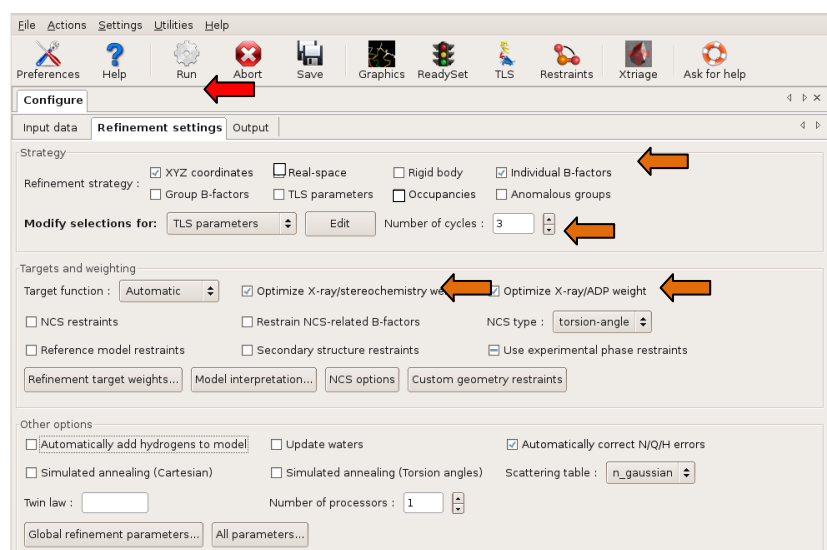 File Actions Settings Utilities Help
Preferences Help Run Abort Save Graphics ReadySet TLS Restraints Xtriage Ask for help
Configure
Input data Refinement settings Output
Strategy
Refinement strategy : XYZ coordinates Real-space Rigid body Individual B-factors
Group B-factors TLS parameters Occupancies Anomalous groups
Modify selections for: TLS parameters Edit Number of cycles : 3
Targets and weighting
Target function : Automatic Optimize X-ray/stereochemistry Optimize X-ray/ADP weight
NCS restraints Restrain NCS-related B-factors NCS type : torsion-angle
Reference model restraints Secondary structure restraints Use experimental phase restraints
Refinement target weights... Model interpretation... NCS options Custom geometry restraints
Other options
Automatically add hydrogens to model Update waters Automatically correct N/Q/H errors
Simulated annealing (Cartesian) Simulated annealing (Torsion angles) Scattering table : n_gaussian
Twin law : Number of processors : 1
Global refinement parameters... All parameters...